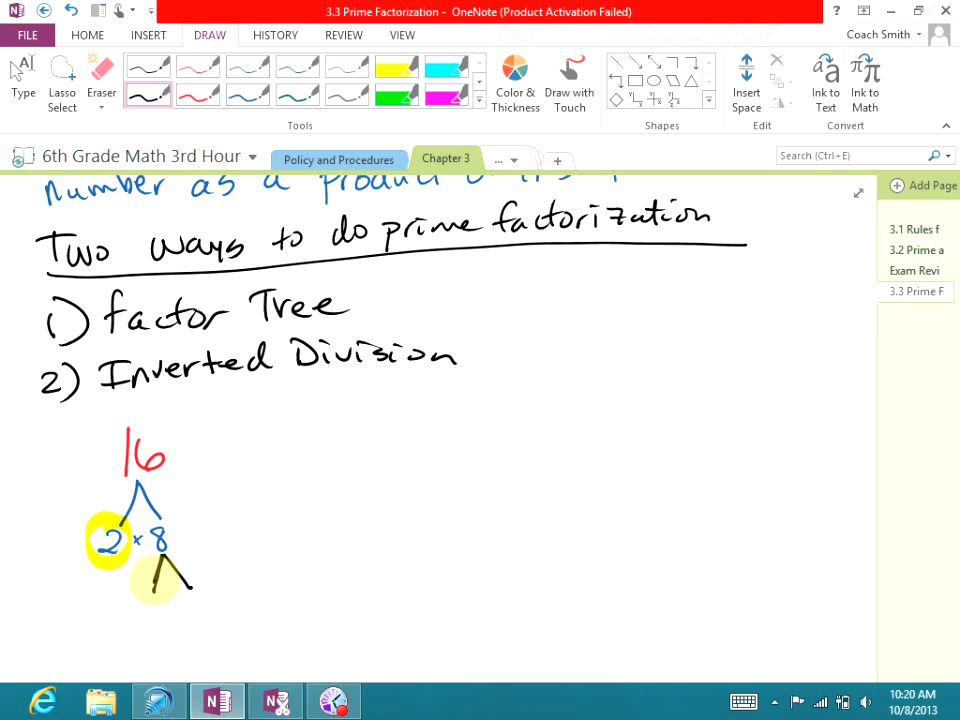 3.3 Prime Factorization - OneNote (Product Activation Failed)
?
FILE HOME INSERT DRAW HISTORY REVIEW VIEW
Coach Smith
Type
Lasso Select
Eraser
Color & Thickness
Draw with Touch
Insert Space
Ink to Text
Ink to Math
Tools Shapes Edit Convert
6th Grade Math 3rd Hour
Policy and Procedures
Chapter 3
...
Search (Ctrl+E)
Add Page
3.1 Rules f
3.2 Prime a
Exam Revi
3.3 Prime F
number as a product
Two ways to do prime factorization
1) Factor Tree
2) Inverted Division
16
2 × 8
10:20 AM
10/8/2013